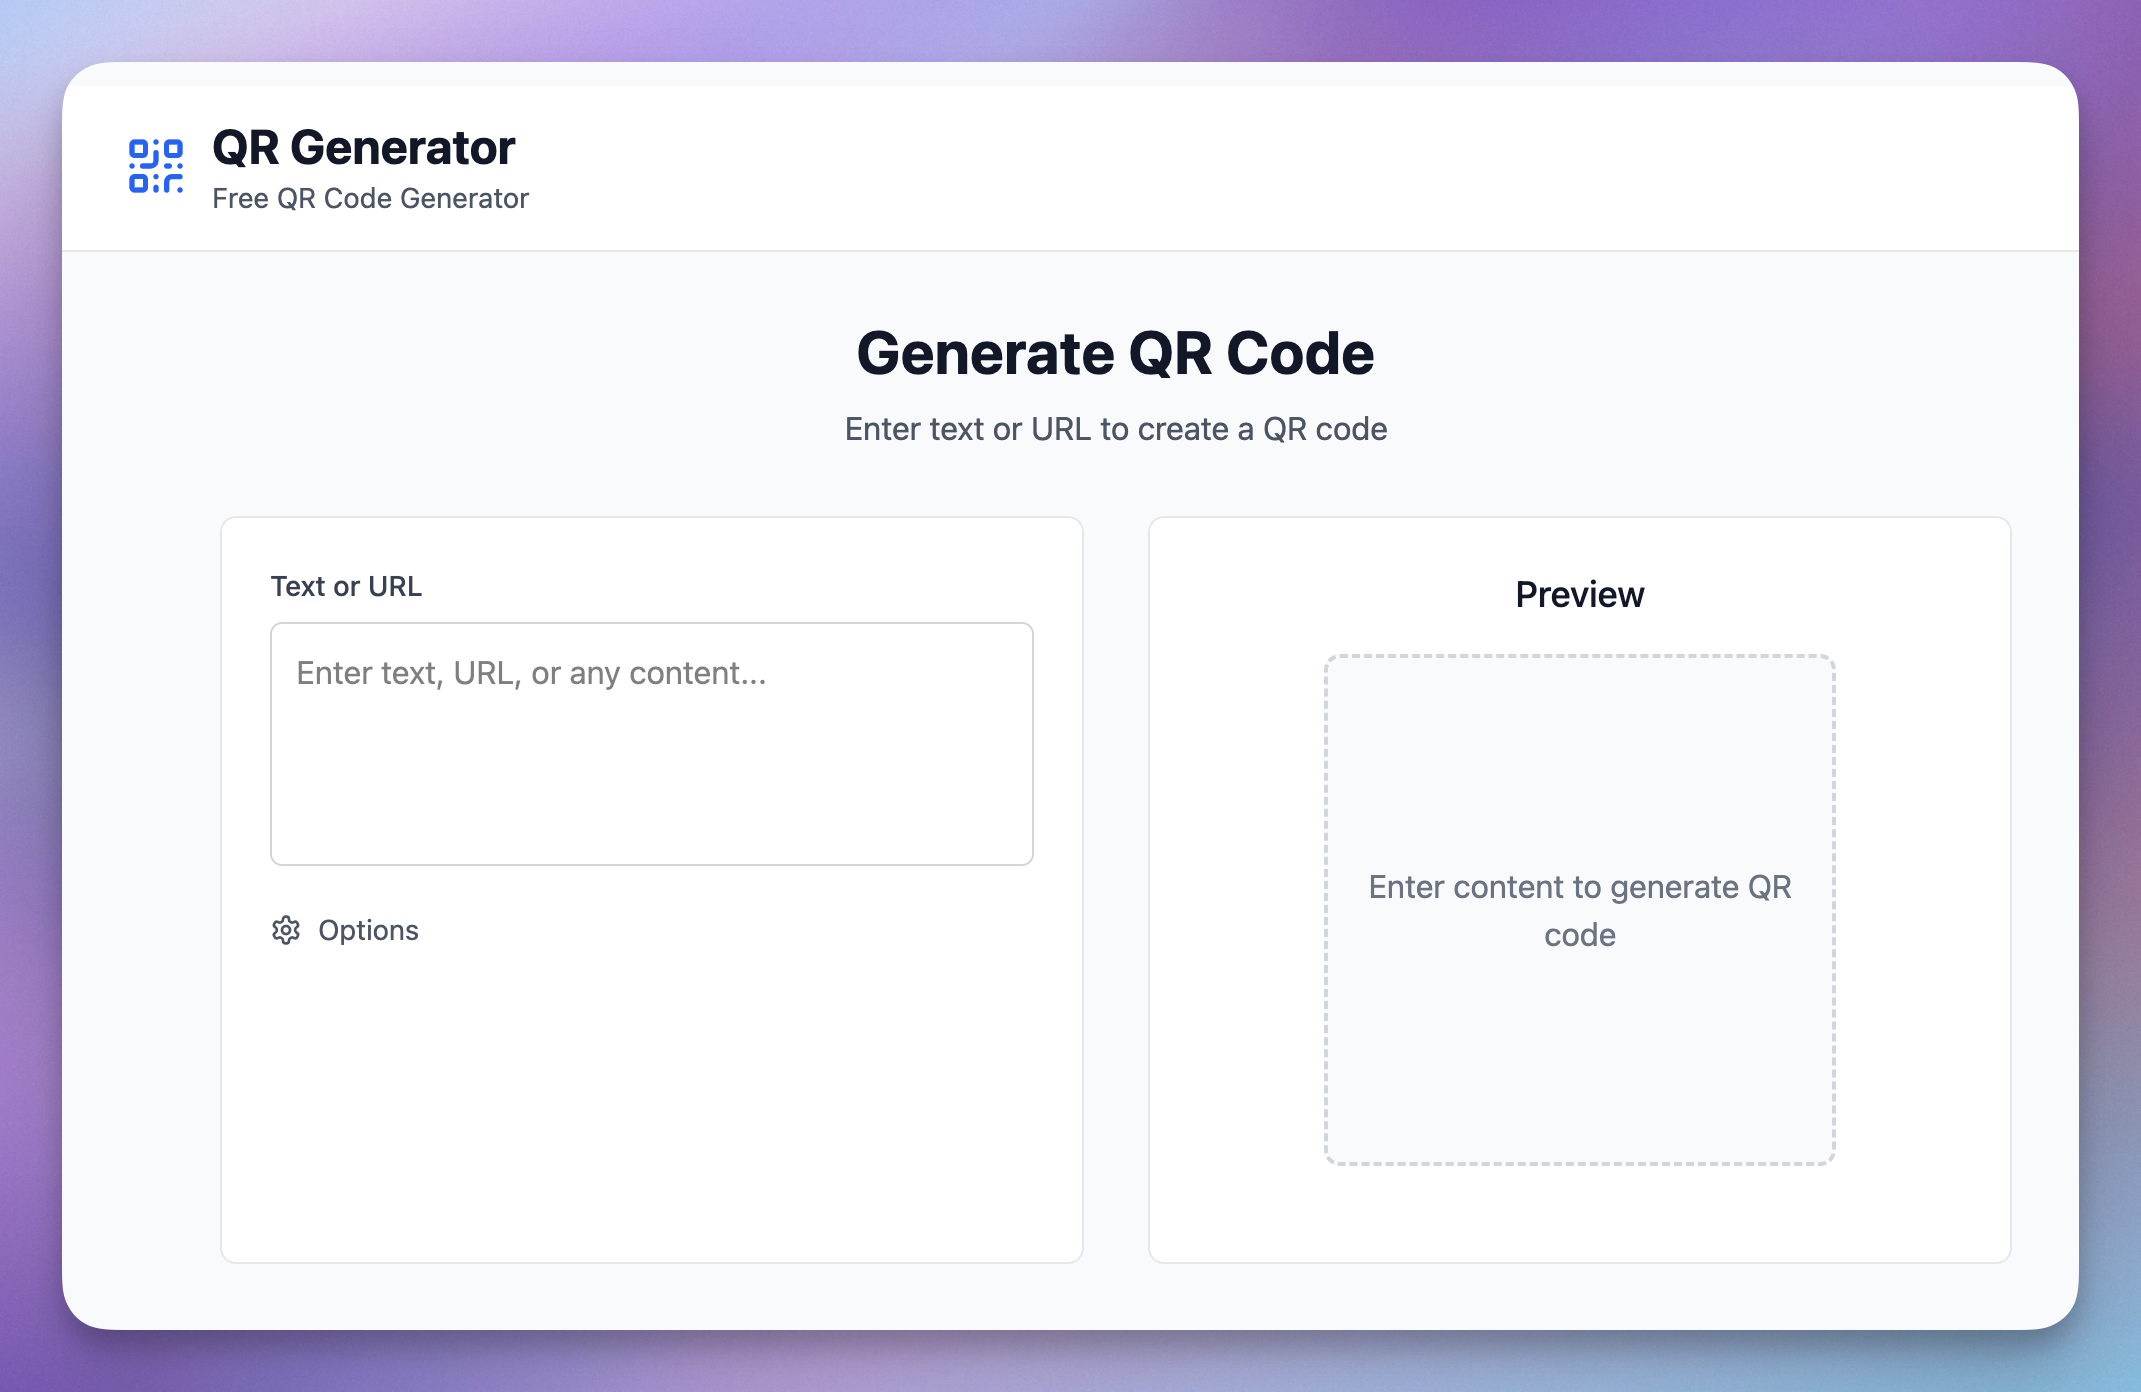 QR Generator
Free QR Code Generator
Generate QR Code
Enter text or URL to create a QR code
Text or URL
Enter text, URL, or any content...
Options
Preview
Enter content to generate QR
code